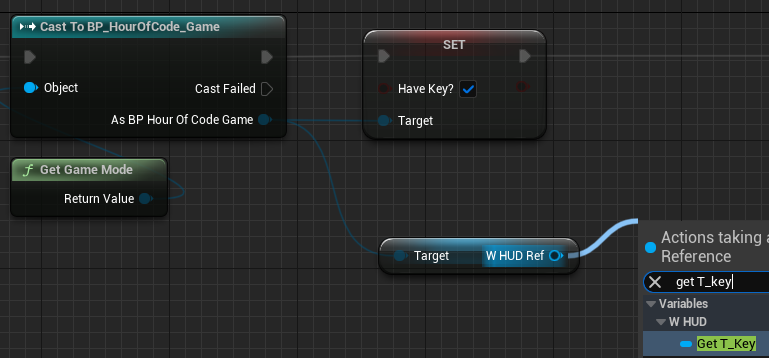 Cast To BP_HourOfCode_Game
SET
Object
Cast Failed
Have Key?
As BP Hour Of Code Game
Target
f Get Game Mode
Return Value
Target
W HUD Ref
Actions taking a
Reference
get T_key
Variables
W HUD
Get T_Key